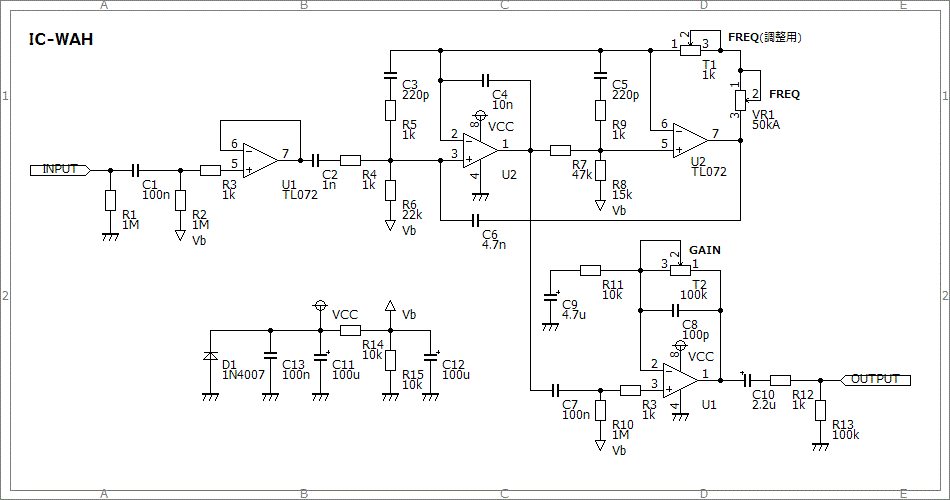 A B C D E
IC-WAH
1 1
2 2
FREQ(調整用)
1 2 3
T1
1k
FREQ
1 2 3
VR1
50kA
C3
220p
R5
1k
C4
10n
C5
220p
R9
1k
8 VCC
2 − 3 + 1
4
U2
6 − 5 + 7
U2
TL072
6 − 5 + 7
U1
TL072
INPUT
C1
100n
R1
1M
R2
1M
Vb
R3
1k
C2
1n
R4
1k
R6
22k
Vb
R7
47k
R8
15k
Vb
C6
4.7n
GAIN
3 2 1
T2
100k
R11
10k
C9
4.7u
+
C8
100p
8 VCC
2 − 3 + 1
4
U1
VCC
Vb
D1
1N4007
C13
100n
+
C11
100u
R14
10k
R15
10k
+
C12
100u
C7
100n
R10
1M
Vb
R3
1k
+
C10
2.2u
R12
1k
OUTPUT
R13
100k
A B C D E